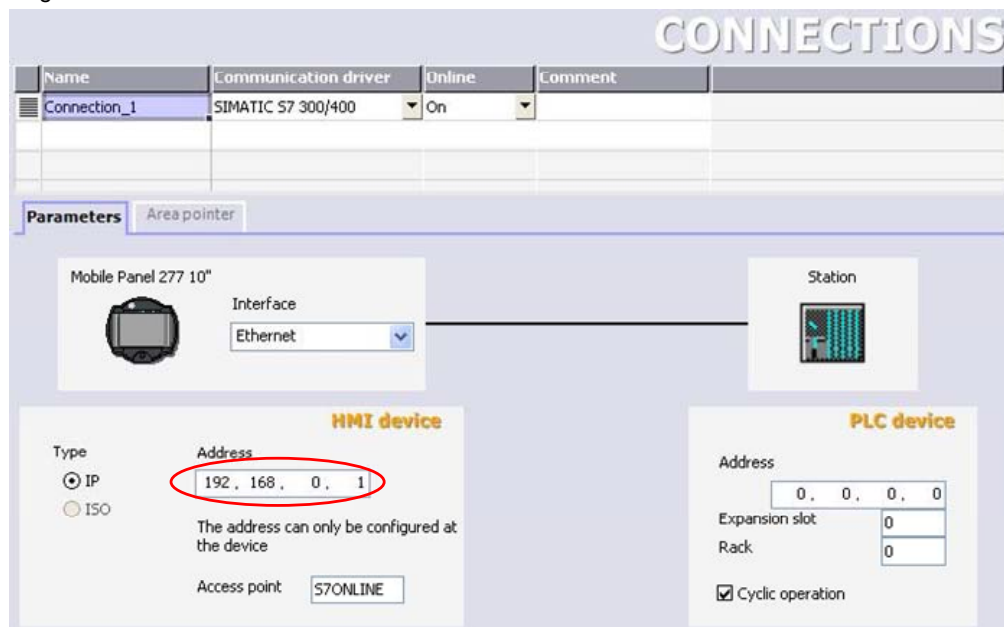 CONNECTIONS
Name Communication driver Online Comment
Connection_1 SIMATIC S7 300/400 On
Parameters Area pointer
Mobile Panel 277 10"
Interface
Ethernet
Station
HMI device
Type Address
IP 192 . 168 . 0 . 1
ISO
The address can only be configured at
the device
Access point S7ONLINE
PLC device
Address
0 . 0 . 0 . 0
Expansion slot 0
Rack 0
Cyclic operation